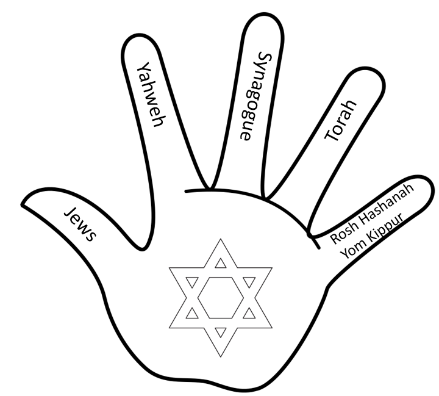 Jews
Yahweh
Synagogue
Torah
Rosh Hashanah
Yom Kippur